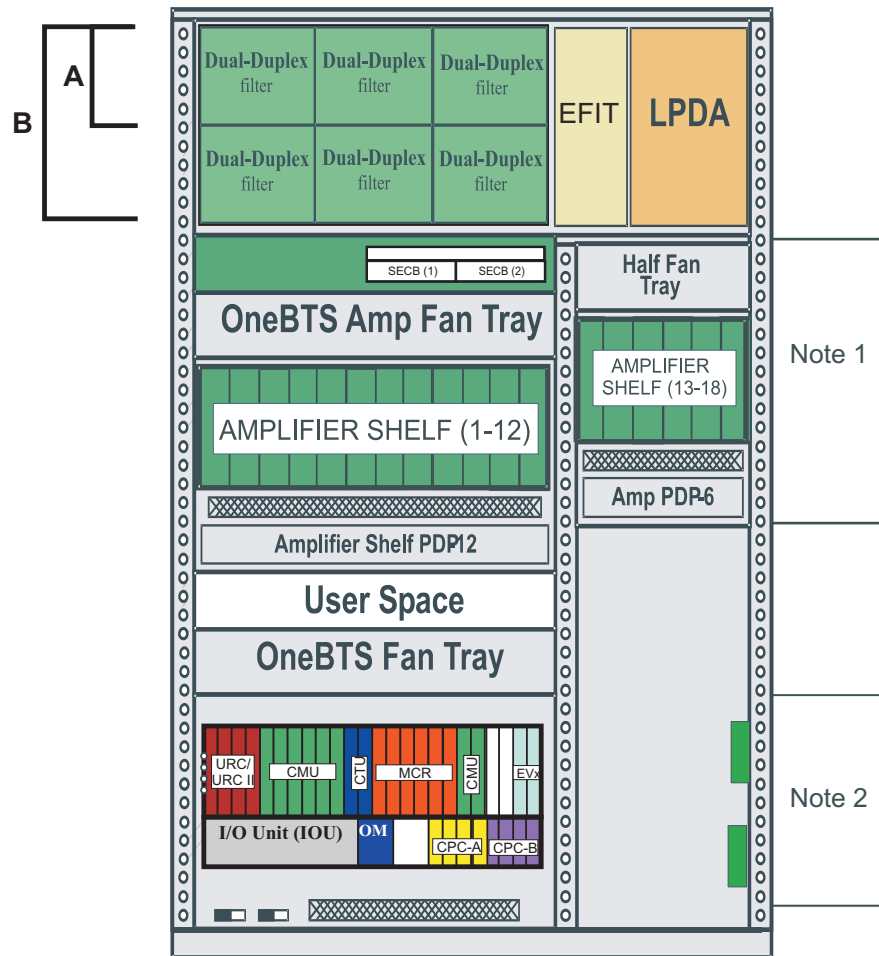 A
B
Dual-Duplex
filter
Dual-Duplex
filter
Dual-Duplex
filter
EFIT
LPDA
Dual-Duplex
filter
Dual-Duplex
filter
Dual-Duplex
filter
SECB (1)
SECB (2)
Half Fan
Tray
OneBTS Amp Fan Tray
AMPLIFIER
SHELF (13-18)
Note 1
AMPLIFIER SHELF (1-12)
Amp PDP-6
Amplifier Shelf PDP12
User Space
OneBTS Fan Tray
URC/
URC II
CMU
CTU
MCR
CMU
EVx
Note 2
I/O Unit (IOU)
OM
CPC-A
CPC-B